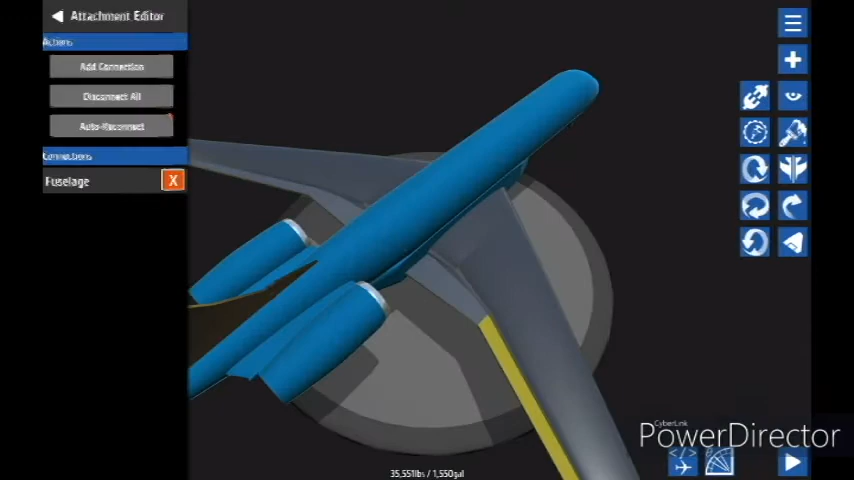 Attachment Editor
Actions
Add Connection
Disconnect All
Auto-Reconnect
Connections
Fuselage X
CyberLink
PowerDirector
35,551lbs / 1,550gal